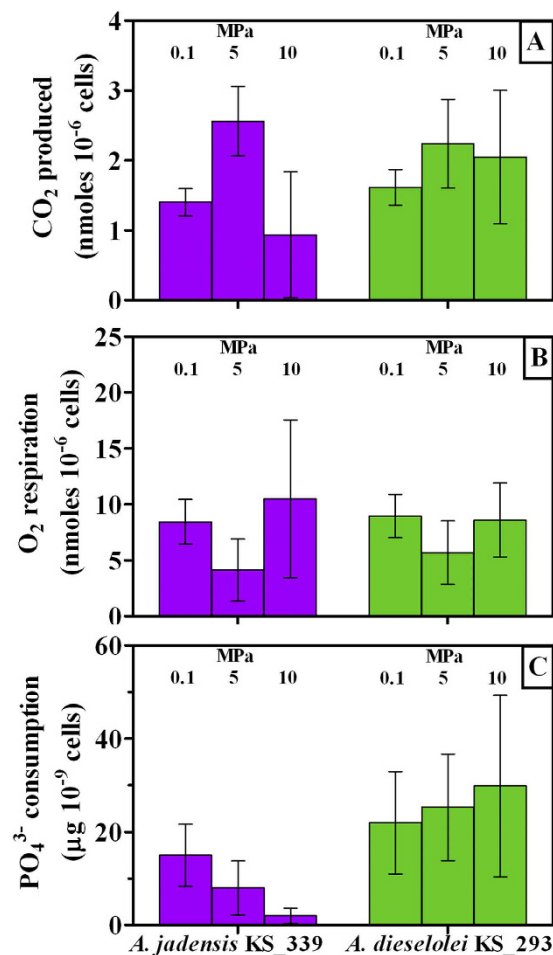 MPa MPa A
0.1 5 10 0.1 5 10
CO₂ produced
(nmoles 10⁻⁶ cells)
4
3
2
1
0
MPa MPa B
0.1 5 10 0.1 5 10
O₂ respiration
(nmoles 10⁻⁶ cells)
25
20
15
10
5
0
MPa MPa C
0.1 5 10 0.1 5 10
PO₄³⁻ consumption
(µg 10⁻⁹ cells)
60
40
20
0
A. jadensis KS_339 A. dieselolei KS_293